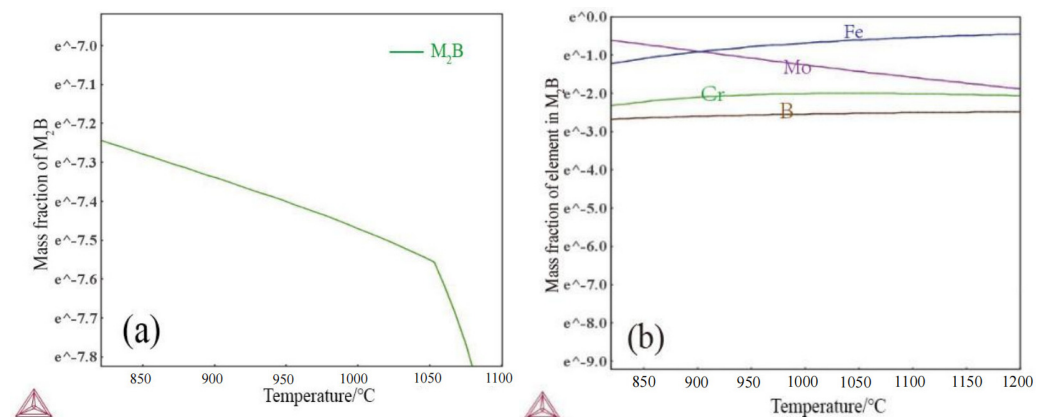 e^-7.0
e^-7.1
e^-7.2
e^-7.3
e^-7.4
e^-7.5
e^-7.6
e^-7.7
e^-7.8
Mass fraction of M₂B
M₂B
(a)
850 900 950 1000 1050 1100
Temperature/°C
e^0.0
e^-1.0
e^-2.0
e^-3.0
e^-4.0
e^-5.0
e^-6.0
e^-7.0
e^-8.0
e^-9.0
Mass fraction of element in M₂B
Fe
Mo
Cr
B
(b)
850 900 950 1000 1050 1100 1150 1200
Temperature/°C